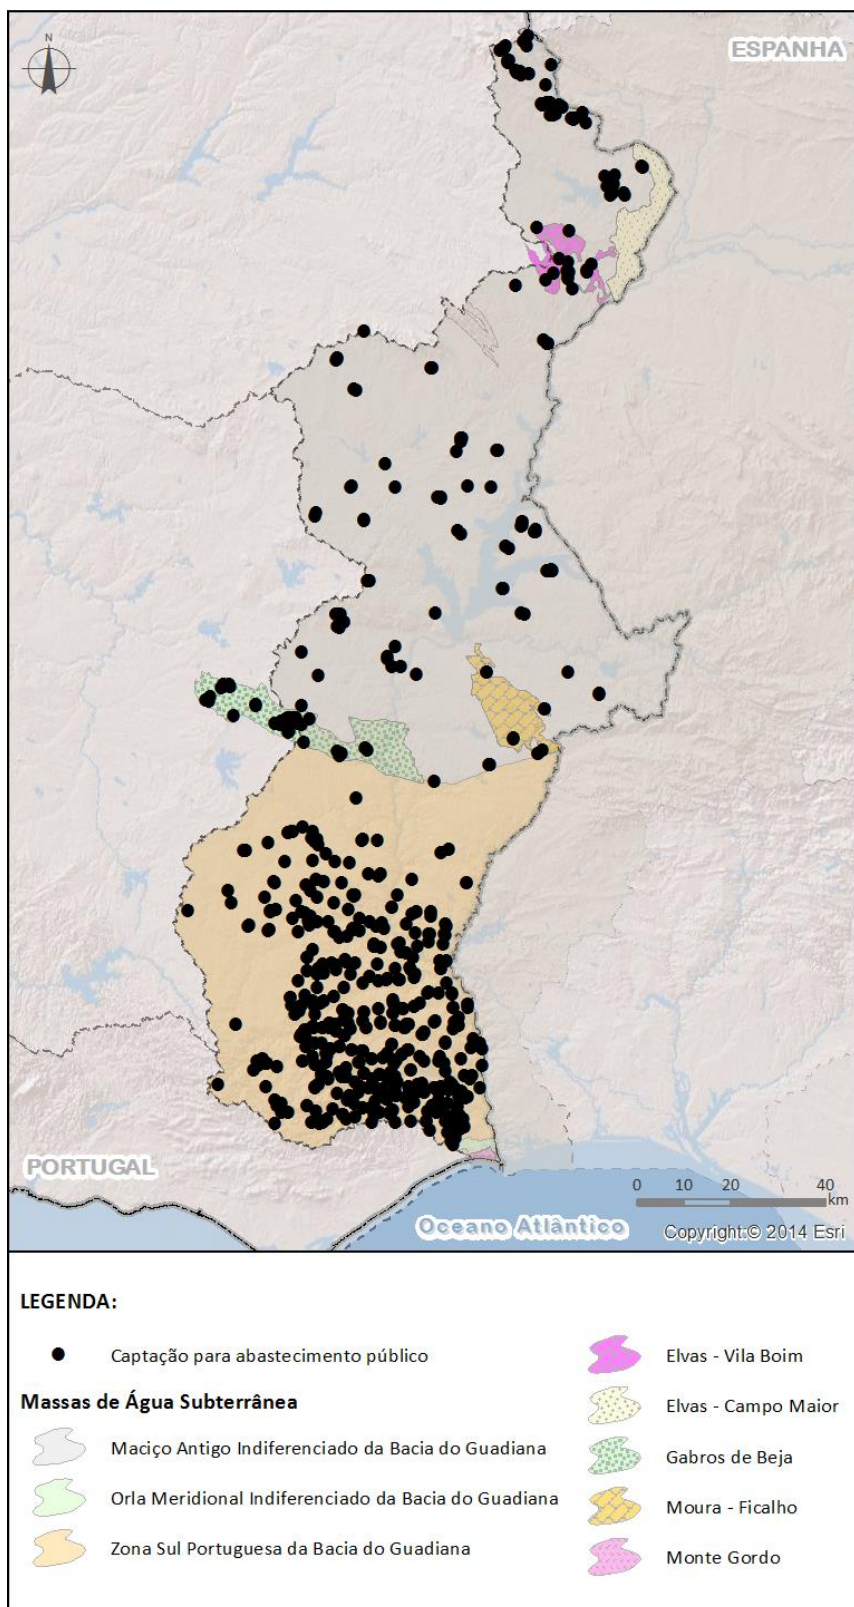 N
ESPANHA
PORTUGAL
0 10 20 40
km
Oceano Atlântico
Copyright:© 2014 Esri
LEGENDA:
Captação para abastecimento público
Massas de Água Subterrânea
Maciço Antigo Indiferenciado da Bacia do Guadiana
Orla Meridional Indiferenciado da Bacia do Guadiana
Zona Sul Portuguesa da Bacia do Guadiana
Elvas - Vila Boim
Elvas - Campo Maior
Gabros de Beja
Moura - Ficalho
Monte Gordo